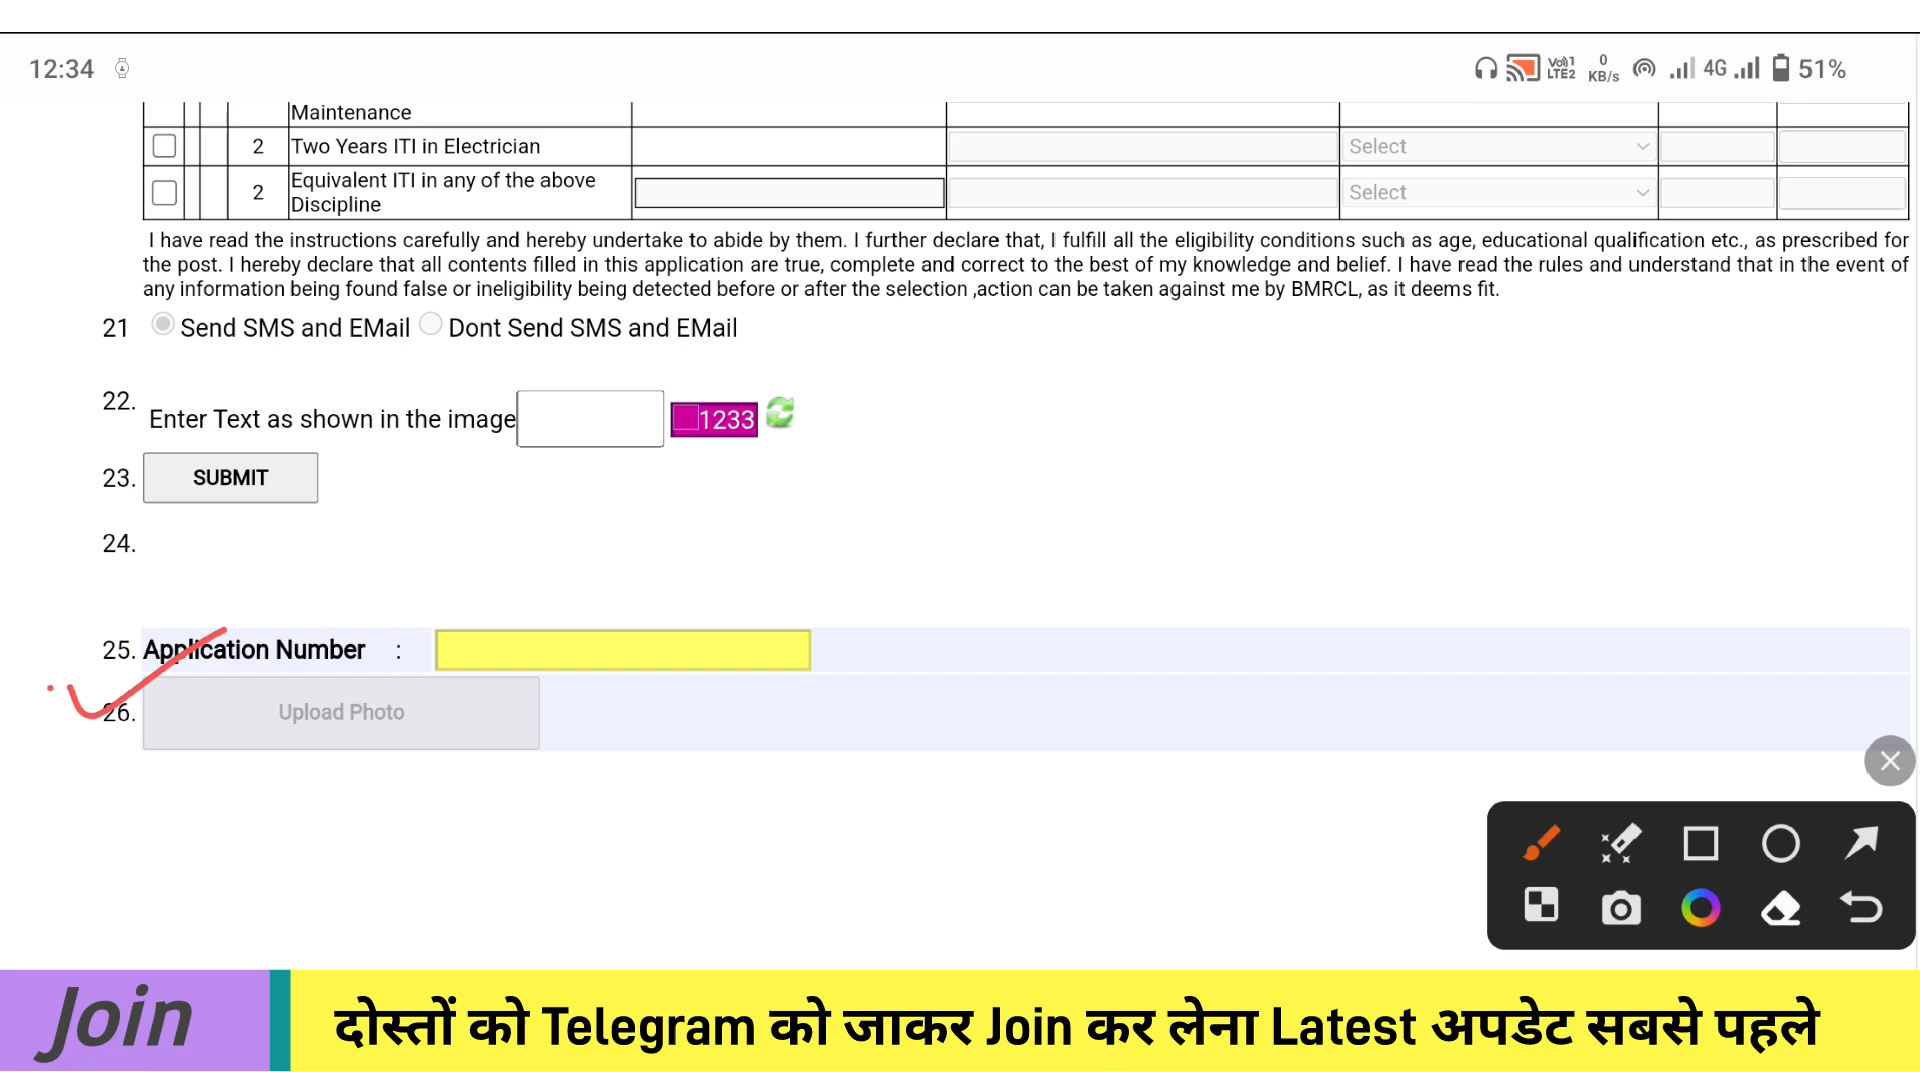 12:34
Vo)) 1 LTE2 0 KB/s 4G 51%
Maintenance
2 Two Years ITI in Electrician Select
2 Equivalent ITI in any of the above Discipline Select
I have read the instructions carefully and hereby undertake to abide by them. I further declare that, I fulfill all the eligibility conditions such as age, educational qualification etc., as prescribed for
the post. I hereby declare that all contents filled in this application are true, complete and correct to the best of my knowledge and belief. I have read the rules and understand that in the event of
any information being found false or ineligibility being detected before or after the selection ,action can be taken against me by BMRCL, as it deems fit.
21 Send SMS and EMail Dont Send SMS and EMail
22. Enter Text as shown in the image 1233
23. SUBMIT
24.
25. Application Number :
26. Upload Photo
Join दोस्तों को Telegram को जाकर Join कर लेना Latest अपडेट सबसे पहले